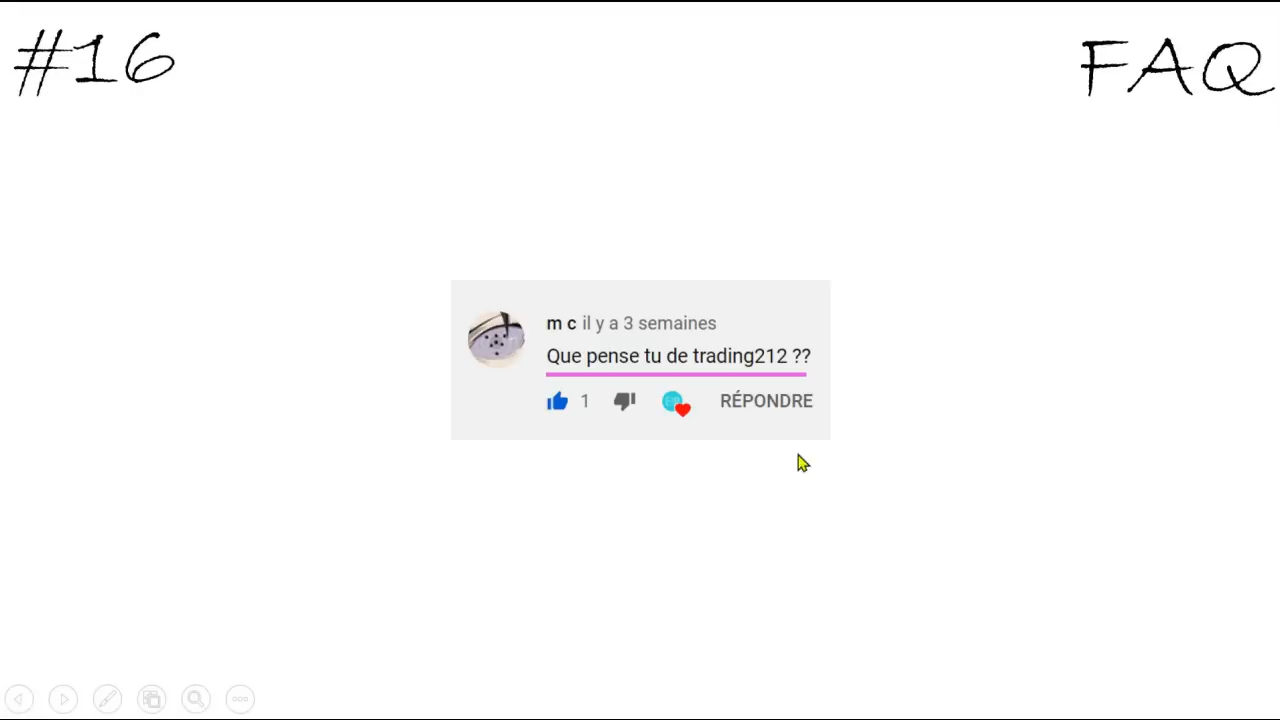 #16
FAQ
m c il y a 3 semaines
Que pense tu de trading212 ??
1
RÉPONDRE